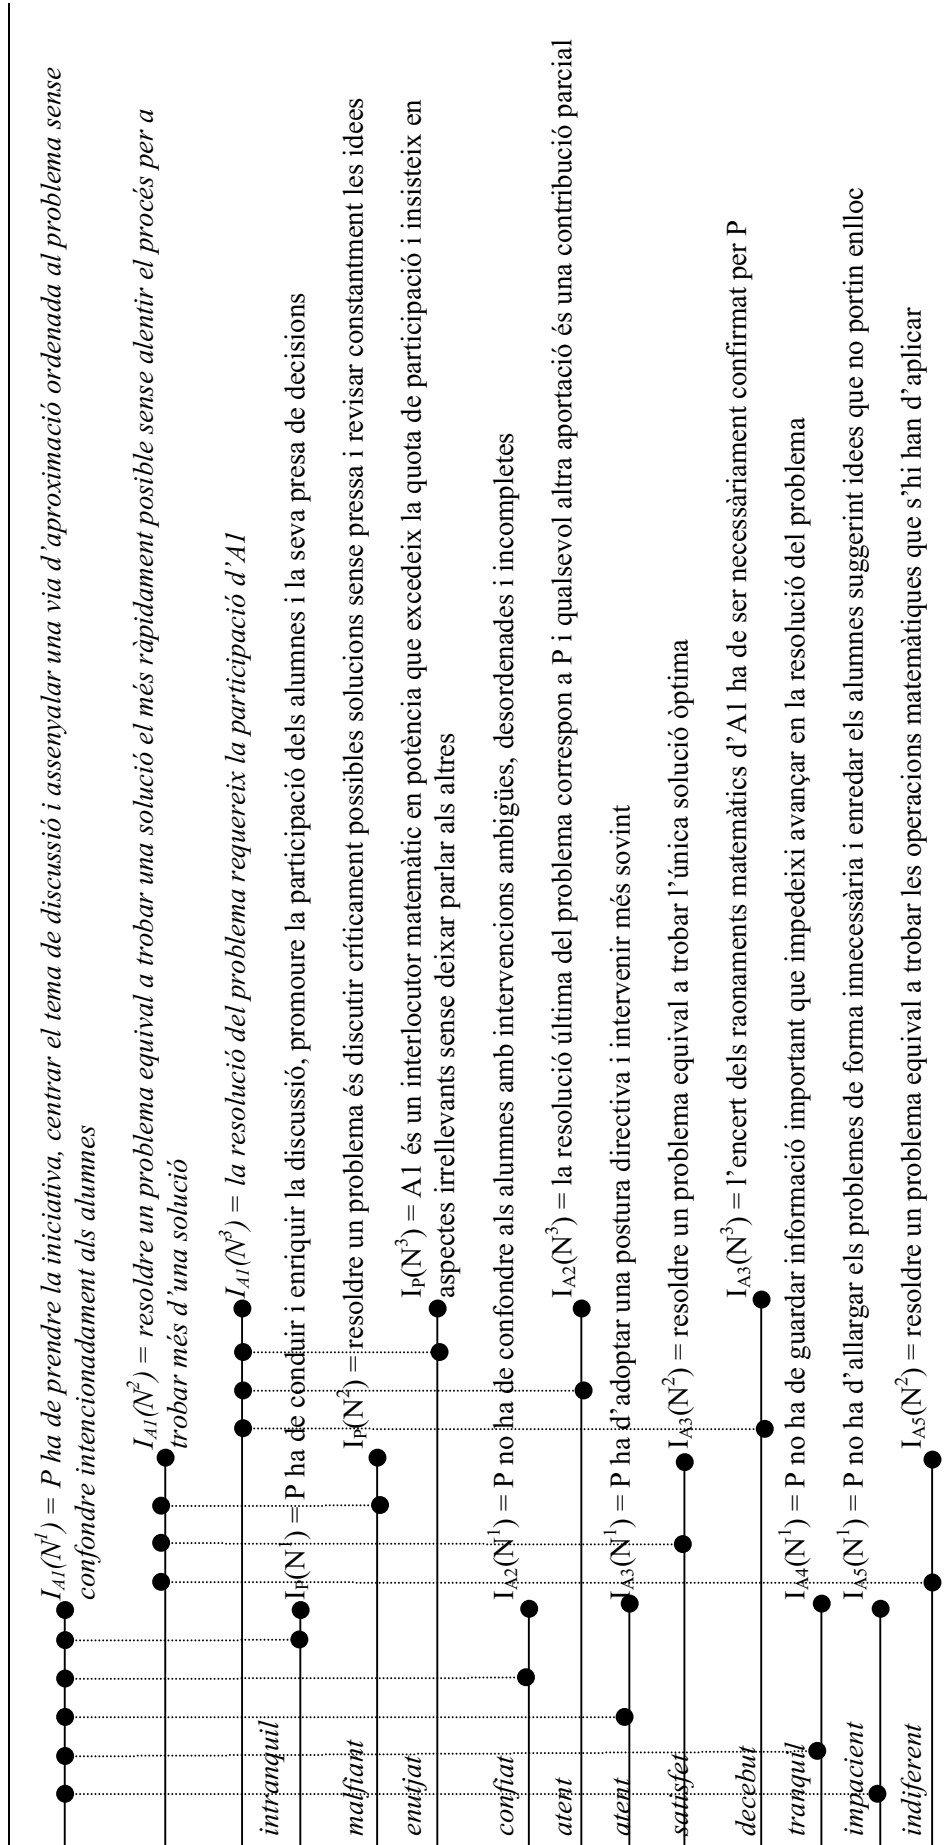 I_A1(N^1) = P ha de prendre la iniciativa, centrar el tema de discussió i assenyalar una via d'aproximació ordenada al problema sense
confondre intencionadament als alumnes
I_A1(N^2) = resoldre un problema equival a trobar una solució el més ràpidament posible sense alentir el procés per a
trobar més d'una solució
I_A1(N^3) = la resolució del problema requereix la participació d'A1
intranquil
I_P(N^1) = P ha de conduir i enriquir la discussió, promoure la participació dels alumnes i la seva presa de decisions
malfiant
I_P(N^2) = resoldre un problema és discutir críticament possibles solucions sense pressa i revisar constantment les idees
enutjat
I_P(N^3) = A1 és un interlocutor matemàtic en potència que excedeix la quota de participació i insisteix en
aspectes irrellevants sense deixar parlar als altres
confiat
I_A2(N^1) = P no ha de confondre als alumnes amb intervencions ambigües, desordenades i incompletes
atent
I_A2(N^3) = la resolució última del problema correspon a P i qualsevol altra aportació és una contribució parcial
atent
I_A3(N^1) = P ha d'adoptar una postura directiva i intervenir més sovint
satisfet
I_A3(N^2) = resoldre un problema equival a trobar l'única solució òptima
decebut
I_A3(N^3) = l'encert dels raonaments matemàtics d'A1 ha de ser necessàriament confirmat per P
tranquil
I_A4(N^1) = P no ha de guardar informació important que impedeixi avançar en la resolució del problema
impacient
I_A5(N^1) = P no ha d'allargar els problemes de forma innecessària i enredar els alumnes suggerint idees que no portin enlloc
indiferent
I_A5(N^2) = resoldre un problema equival a trobar les operacions matemàtiques que s'hi han d'aplicar